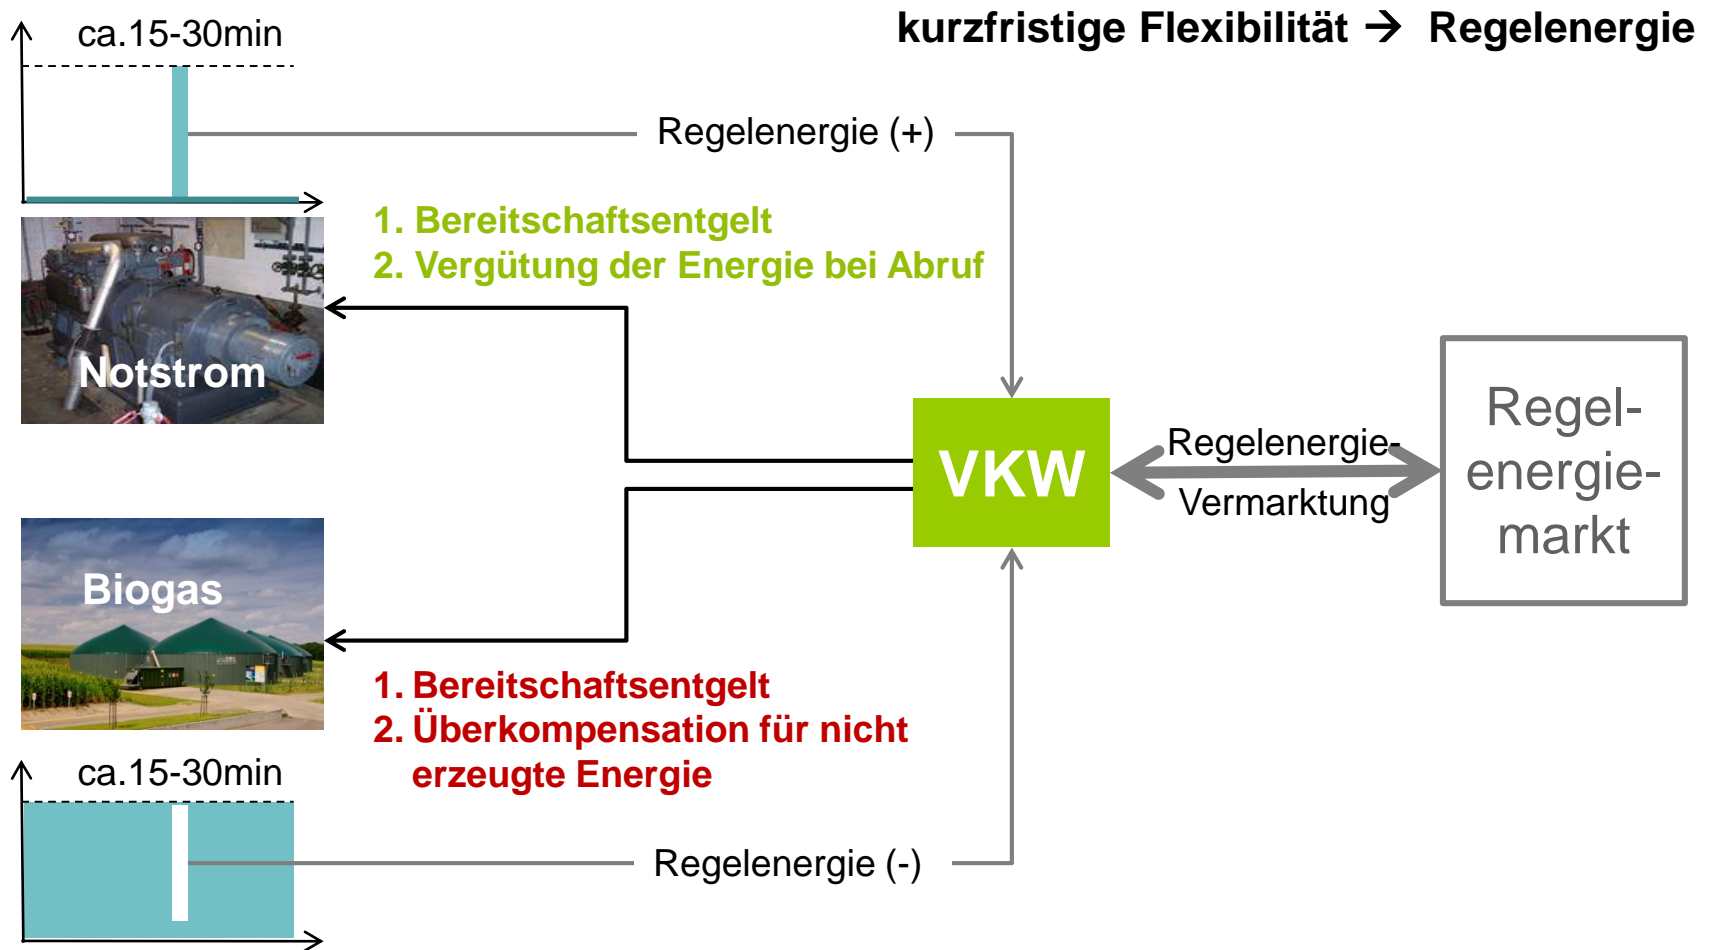 kurzfristige Flexibilität → Regelenergie
ca.15-30min
Regelenergie (+)
1. Bereitschaftsentgelt
2. Vergütung der Energie bei Abruf
Notstrom
VKW
Regelenergie-
Vermarktung
Regel-
energie-
markt
Biogas
1. Bereitschaftsentgelt
2. Überkompensation für nicht
erzeugte Energie
ca.15-30min
Regelenergie (-)